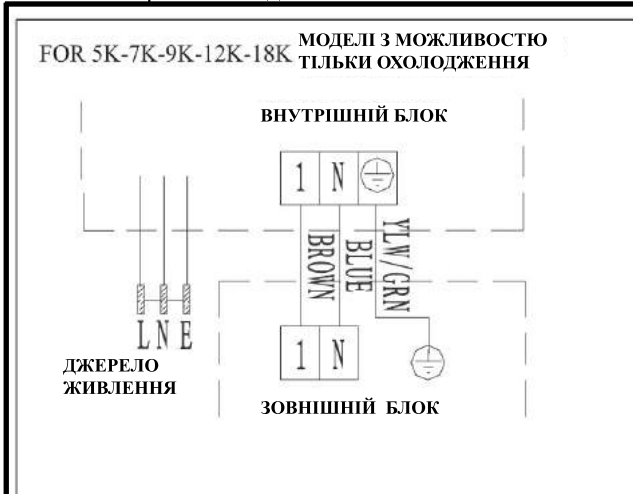 FOR 5K-7K-9K-12K-18K МОДЕЛІ З МОЖЛИВОСТЮ
ТІЛЬКИ ОХОЛОДЖЕННЯ
ВНУТРІШНІЙ БЛОК
1 N
BROWN
BLUE
YLW/GRN
L N E
1 N
ДЖЕРЕЛО
ЖИВЛЕННЯ
ЗОВНІШНІЙ БЛОК